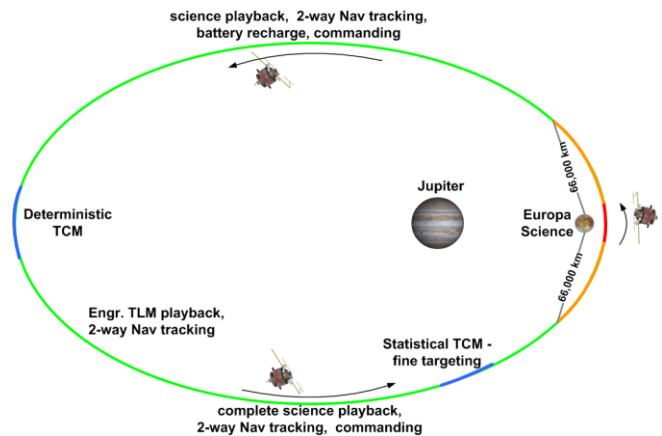 science playback, 2-way Nav tracking,
battery recharge, commanding
66,000 km
Jupiter
Europa
Science
Deterministic
TCM
66,000 km
Engr. TLM playback,
2-way Nav tracking
Statistical TCM -
fine targeting
complete science playback,
2-way Nav tracking, commanding